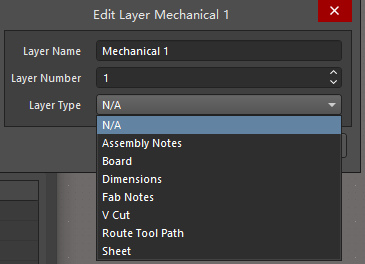 Edit Layer Mechanical 1
Layer Name Mechanical 1
Layer Number 1
Layer Type N/A
N/A
Assembly Notes
Board
Dimensions
Fab Notes
V Cut
Route Tool Path
Sheet